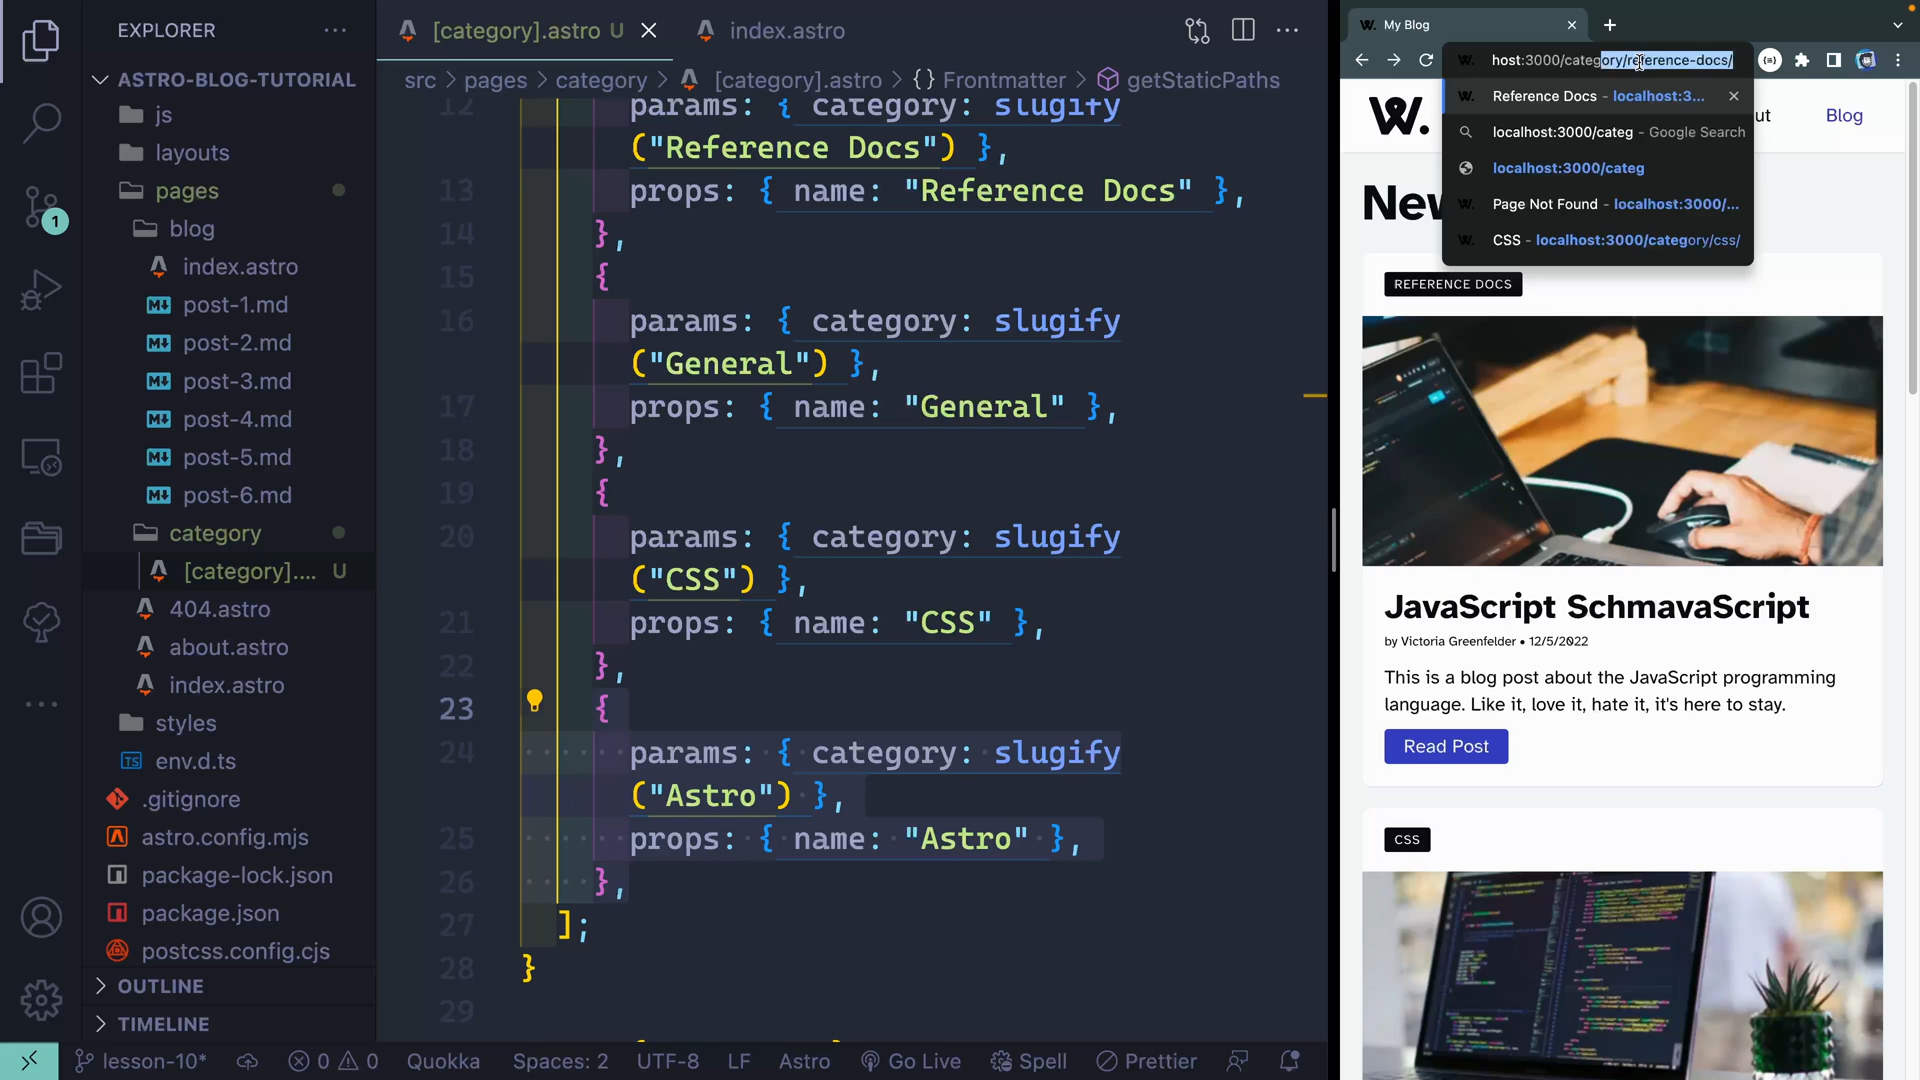 EXPLORER
ASTRO-BLOG-TUTORIAL
js
layouts
pages
blog
index.astro
post-1.md
post-2.md
post-3.md
post-4.md
post-5.md
post-6.md
category
[category].... U
404.astro
about.astro
index.astro
styles
env.d.ts
.gitignore
astro.config.mjs
package-lock.json
package.json
postcss.config.cjs
OUTLINE
TIMELINE
1
[category].astro U
index.astro
src > pages > category > [category].astro > {} Frontmatter > getStaticPaths
12 params: { category: slugify
("Reference Docs") },
13 props: { name: "Reference Docs" },
14 },
15 {
16 params: { category: slugify
("General") },
17 props: { name: "General" },
18 },
19 {
20 params: { category: slugify
("CSS") },
21 props: { name: "CSS" },
22 },
23 {
24 params: { category: slugify
("Astro") },
25 props: { name: "Astro" },
26 },
27 ];
28 }
29
lesson-10* 0 0 Quokka Spaces: 2 UTF-8 LF Astro Go Live Spell Prettier
W. My Blog
host:3000/category/reference-docs/
Reference Docs - localhost:3...
localhost:3000/categ - Google Search
localhost:3000/categ
Page Not Found - localhost:3000/...
CSS - localhost:3000/category/css/
W.
ut
Blog
New
REFERENCE DOCS
JavaScript SchmavaScript
by Victoria Greenfelder • 12/5/2022
This is a blog post about the JavaScript programming
language. Like it, love it, hate it, it's here to stay.
Read Post
CSS